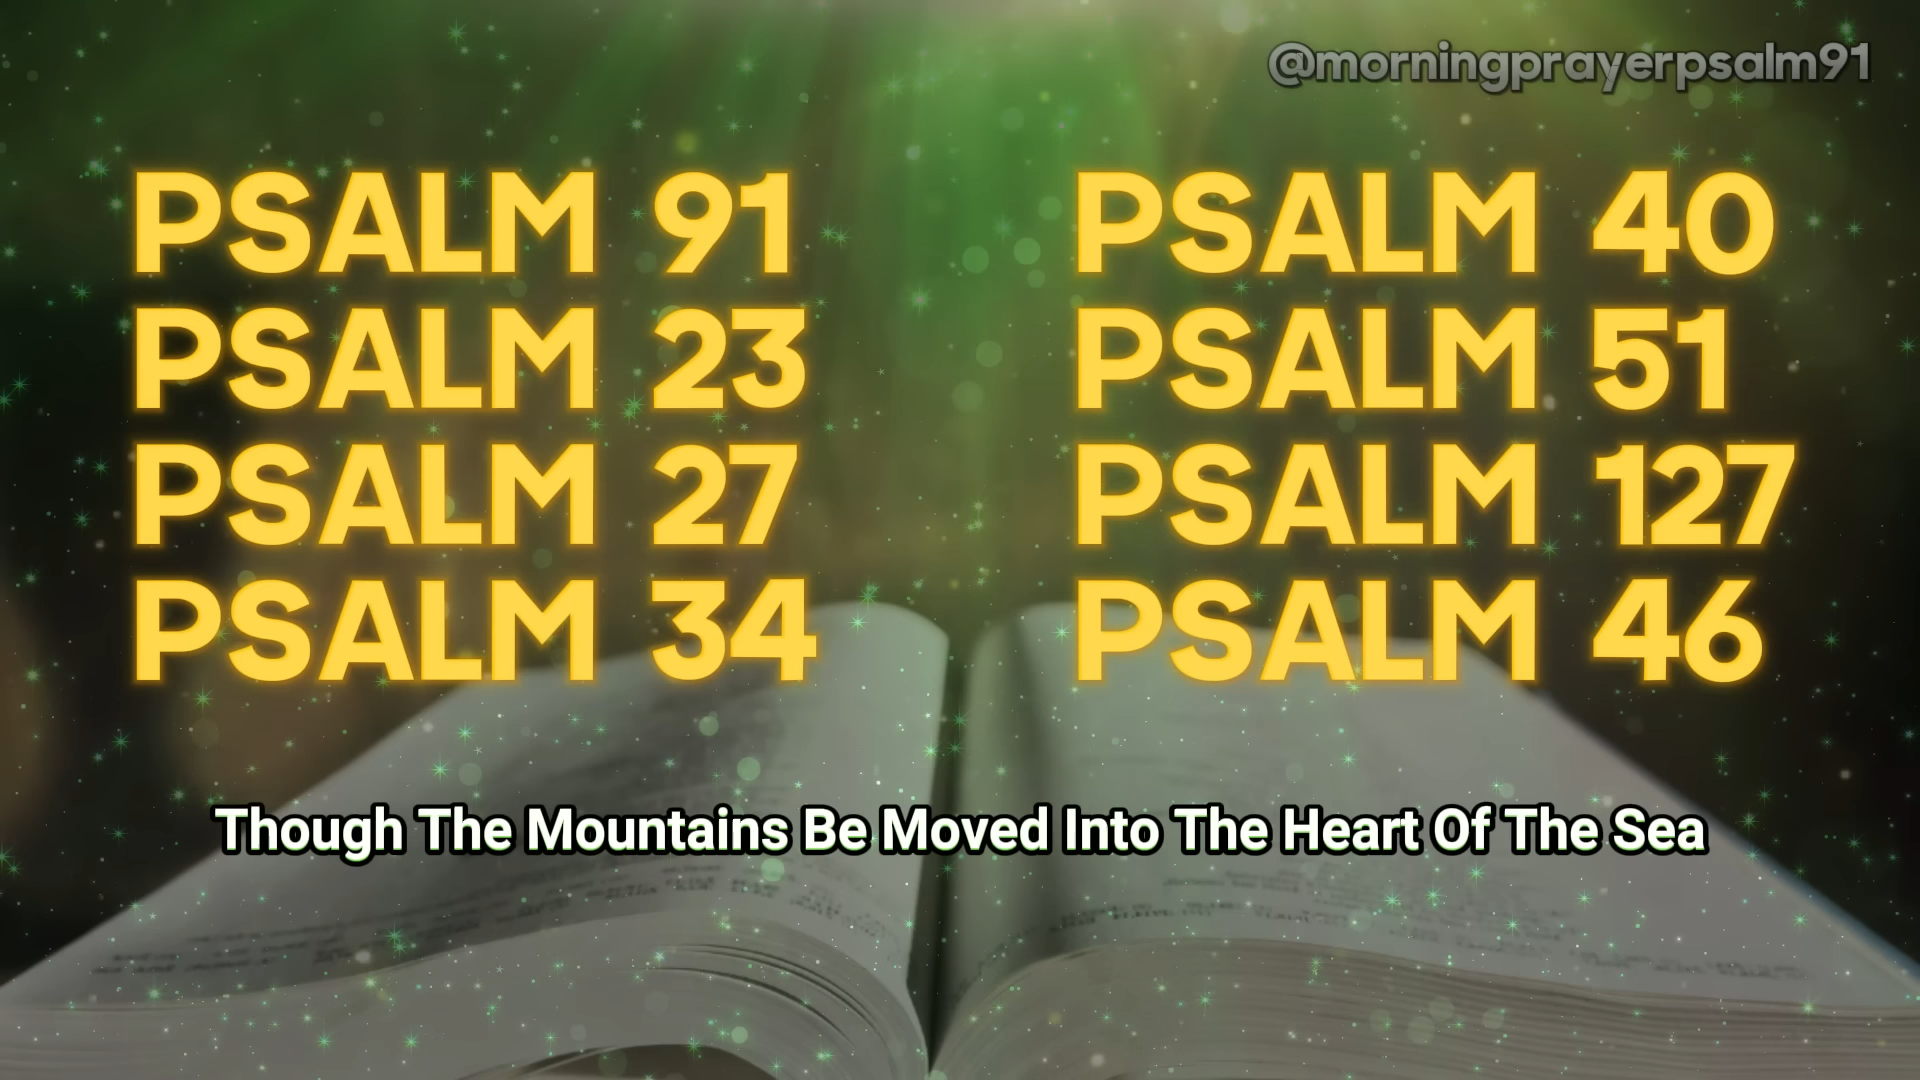 @morningprayerpsalm91
PSALM 91
PSALM 23
PSALM 27
PSALM 34
PSALM 40
PSALM 51
PSALM 127
PSALM 46
Though The Mountains Be Moved Into The Heart Of The Sea